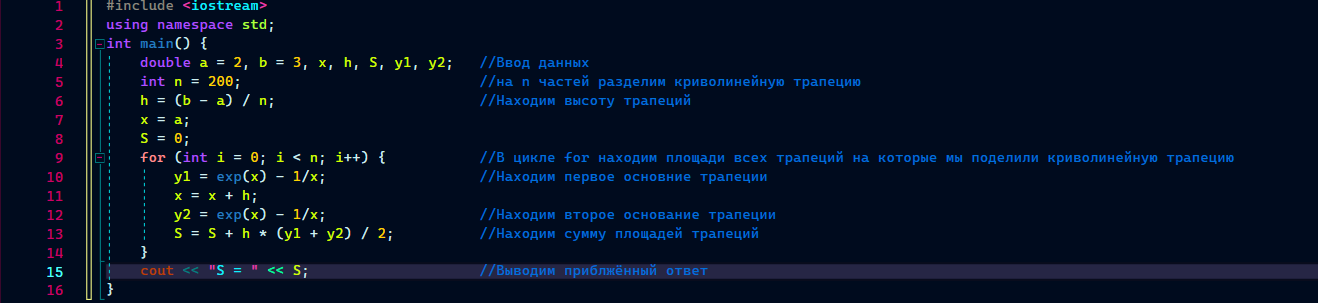 1 #include <iostream>
2 using namespace std;
3 int main() {
4 double a = 2, b = 3, x, h, S, y1, y2; //Ввод данных
5 int n = 200; //на n частей разделим криволинейную трапецию
6 h = (b - a) / n; //Находим высоту трапеций
7 x = a;
8 S = 0;
9 for (int i = 0; i < n; i++) { //В цикле for находим площади всех трапеций на которые мы поделили криволинейную трапецию
10 y1 = exp(x) - 1/x; //Находим первое основние трапеции
11 x = x + h;
12 y2 = exp(x) - 1/x; //Находим второе основание трапеции
13 S = S + h * (y1 + y2) / 2; //Находим сумму площадей трапеций
14 }
15 cout << "S = " << S; //Выводим приблжённый ответ
16 }